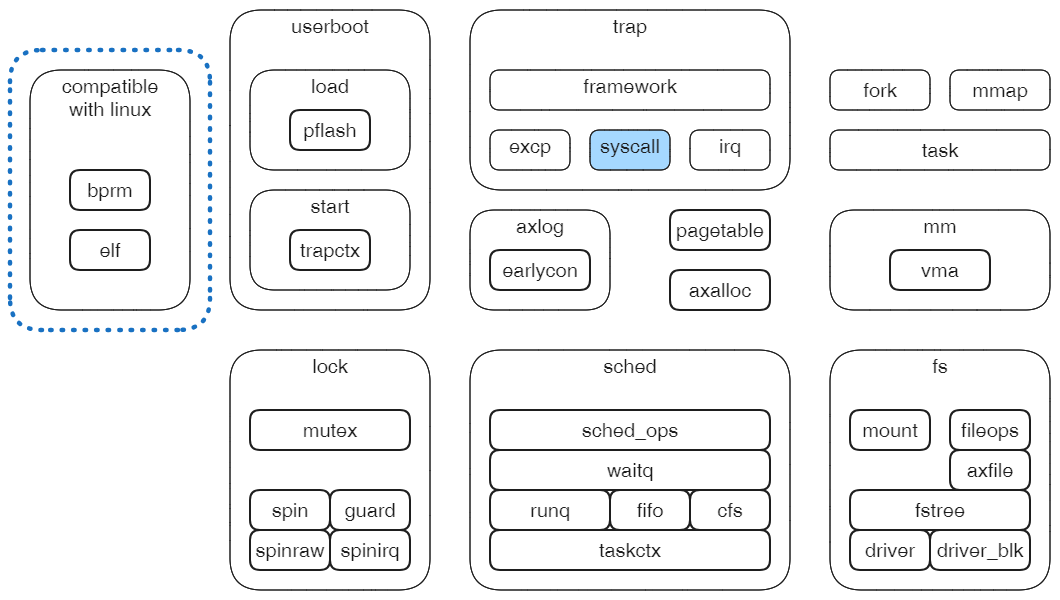 compatible
with linux
bprm
elf
userboot
load
pflash
start
trapctx
trap
framework
excp
syscall
irq
axlog
earlycon
pagetable
axalloc
fork
mmap
task
mm
vma
lock
mutex
spin
guard
spinraw
spinirq
sched
sched_ops
waitq
runq
fifo
cfs
taskctx
fs
mount
fileops
axfile
fstree
driver
driver_blk